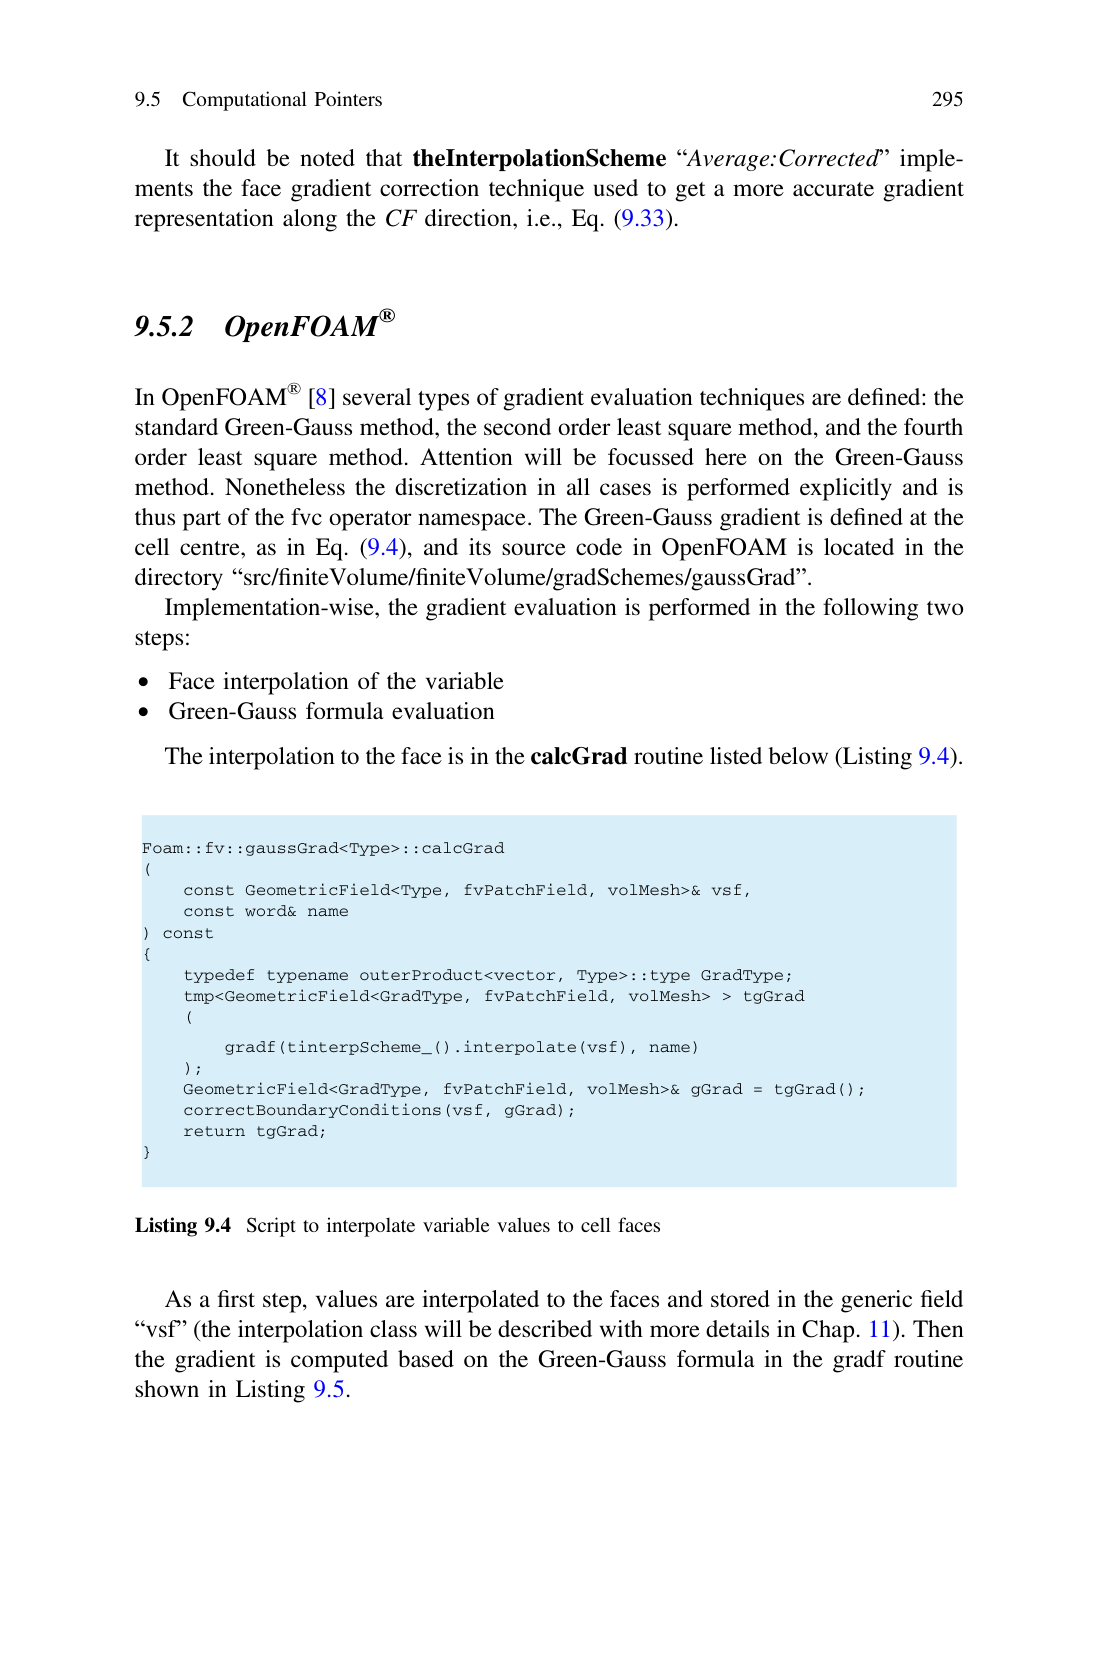 9.5 Computational Pointers 295
It should be noted that theInterpolationScheme “Average:Corrected” imple-
ments the face gradient correction technique used to get a more accurate gradient
representation along the CF direction, i.e., Eq. (9.33).
9.5.2 OpenFOAM®
In OpenFOAM® [8] several types of gradient evaluation techniques are defined: the
standard Green-Gauss method, the second order least square method, and the fourth
order least square method. Attention will be focussed here on the Green-Gauss
method. Nonetheless the discretization in all cases is performed explicitly and is
thus part of the fvc operator namespace. The Green-Gauss gradient is defined at the
cell centre, as in Eq. (9.4), and its source code in OpenFOAM is located in the
directory “src/finiteVolume/finiteVolume/gradSchemes/gaussGrad”.
Implementation-wise, the gradient evaluation is performed in the following two
steps:
• Face interpolation of the variable
• Green-Gauss formula evaluation
The interpolation to the face is in the calcGrad routine listed below (Listing 9.4).
Foam::fv::gaussGrad<Type>::calcGrad
(
    const GeometricField<Type, fvPatchField, volMesh>& vsf,
    const word& name
) const
{
    typedef typename outerProduct<vector, Type>::type GradType;
    tmp<GeometricField<GradType, fvPatchField, volMesh> > tgGrad
    (
        gradf(tinterpScheme_().interpolate(vsf), name)
    );
    GeometricField<GradType, fvPatchField, volMesh>& gGrad = tgGrad();
    correctBoundaryConditions(vsf, gGrad);
    return tgGrad;
}
Listing 9.4 Script to interpolate variable values to cell faces
As a first step, values are interpolated to the faces and stored in the generic field
“vsf” (the interpolation class will be described with more details in Chap. 11). Then
the gradient is computed based on the Green-Gauss formula in the gradf routine
shown in Listing 9.5.